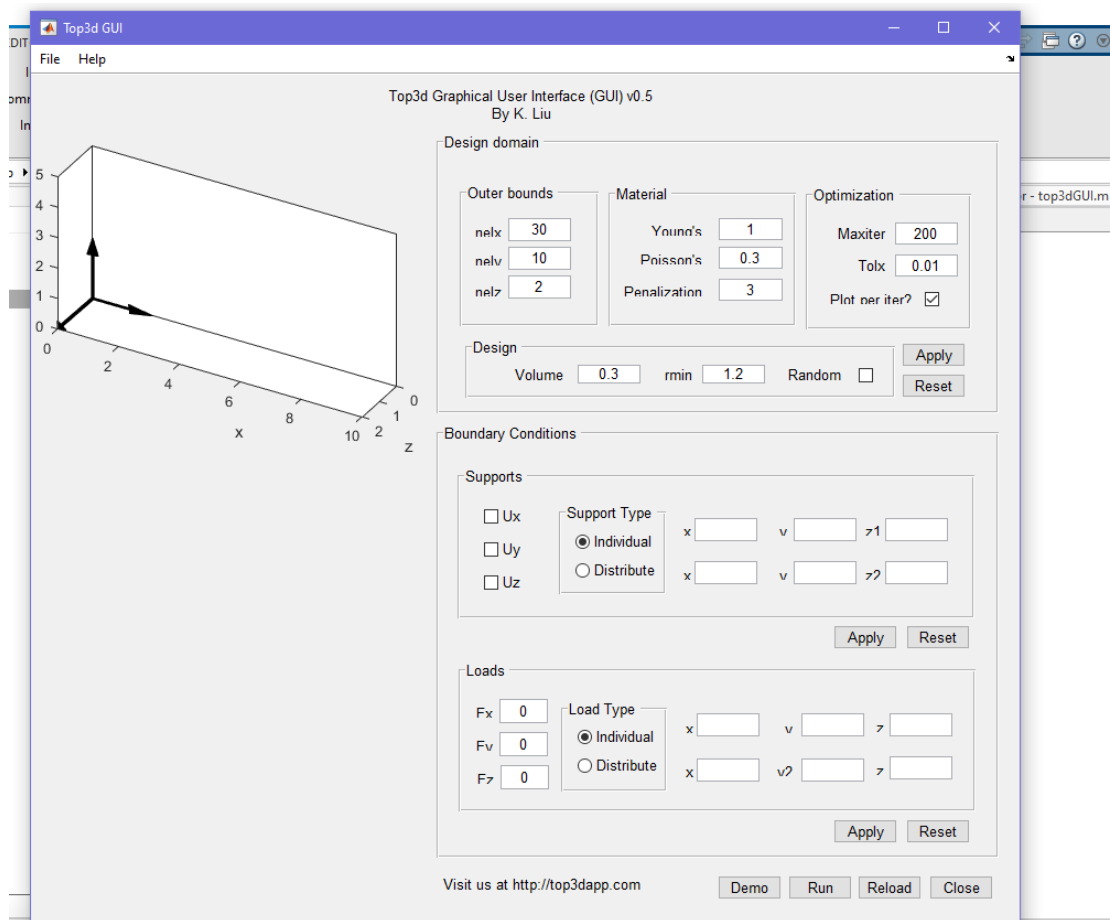 Top3d GUI
File Help
Top3d Graphical User Interface (GUI) v0.5
By K. Liu
5
4
3
2
1
0
0
2
4
6
8
10
x
2
1
0
z
Design domain
Outer bounds
nelx 30
nely 10
nelz 2
Material
Young's 1
Poisson's 0.3
Penalization 3
Optimization
Maxiter 200
Tolx 0.01
Plot per iter?
Design
Volume 0.3 rmin 1.2 Random
Apply
Reset
Boundary Conditions
Supports
Ux
Uy
Uz
Support Type
Individual
Distribute
x y z1
x y z2
Apply Reset
Loads
Fx 0
Fy 0
Fz 0
Load Type
Individual
Distribute
x y z
x y2 z
Apply Reset
Visit us at http://top3dapp.com
Demo Run Reload Close
EDIT
In
r - top3dGUI.m